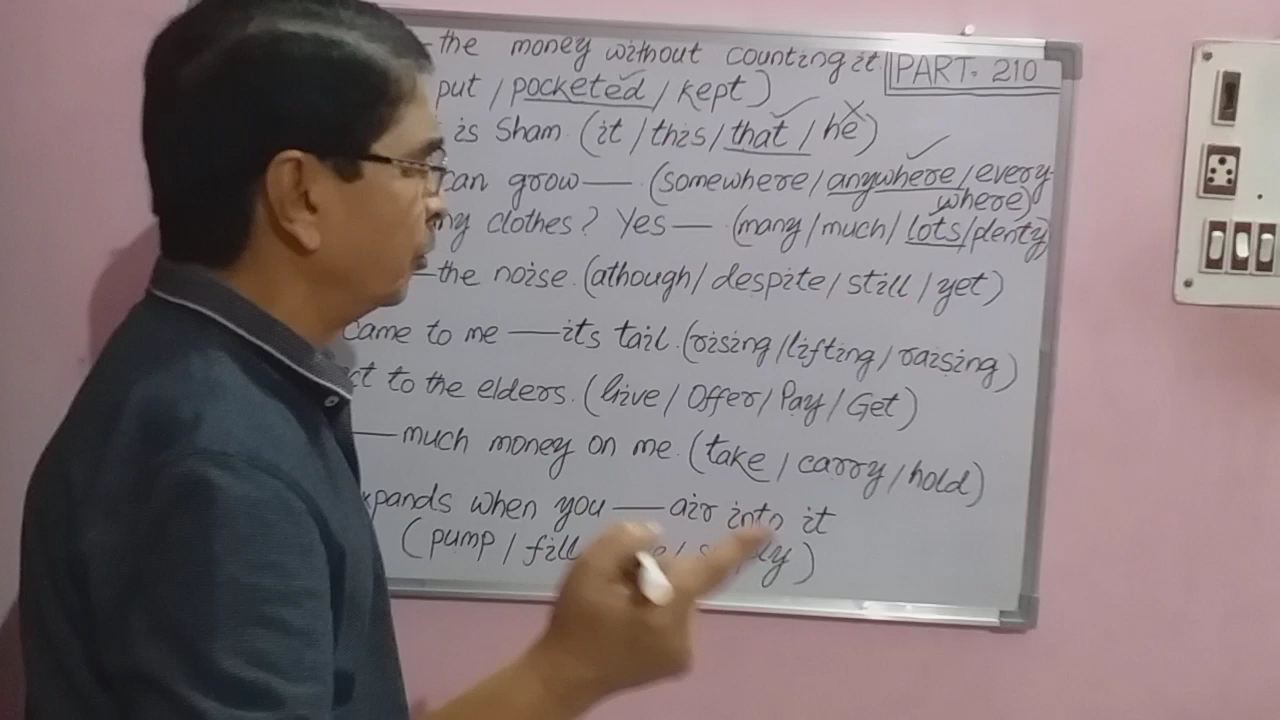 the money without counting it
PART- 210
put / pocketed / kept)
is Sham. (it / this / that / he)
can grow— (somewhere / anywhere / every-
where)
clothes? Yes— (many / much / lots / plenty)
—the noise. (athough / despite / still / yet)
came to me —its tail. (rising / lifting / raising)
to the elders. (Give / Offer / Pay / Get)
—much money on me. (take / carry / hold)
when you — air into it
(pump / fill